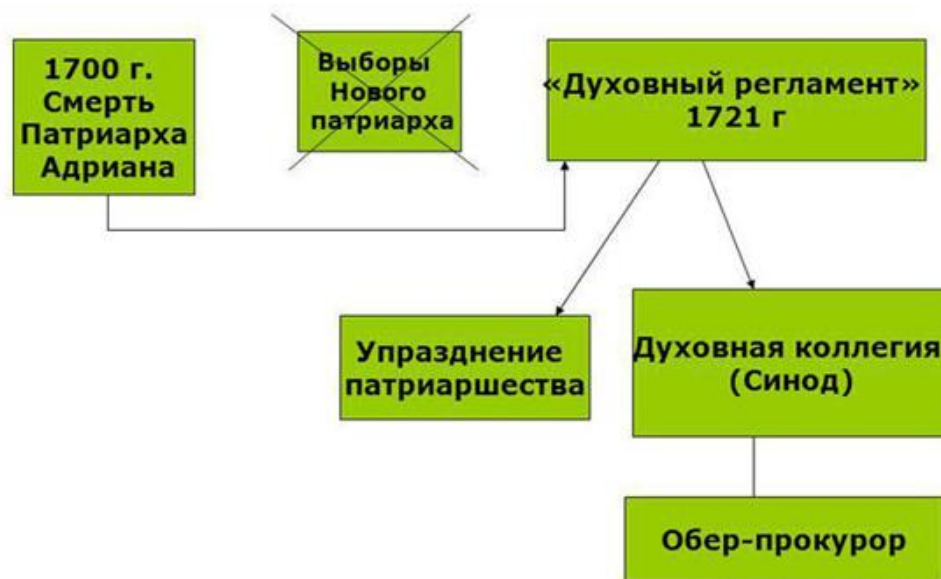 1700 г.
Смерть
Патриарха
Адриана
Выборы
Нового
патриарха
«Духовный регламент»
1721 г
Упразднение
патриаршества
Духовная коллегия
(Синод)
Обер-прокурор